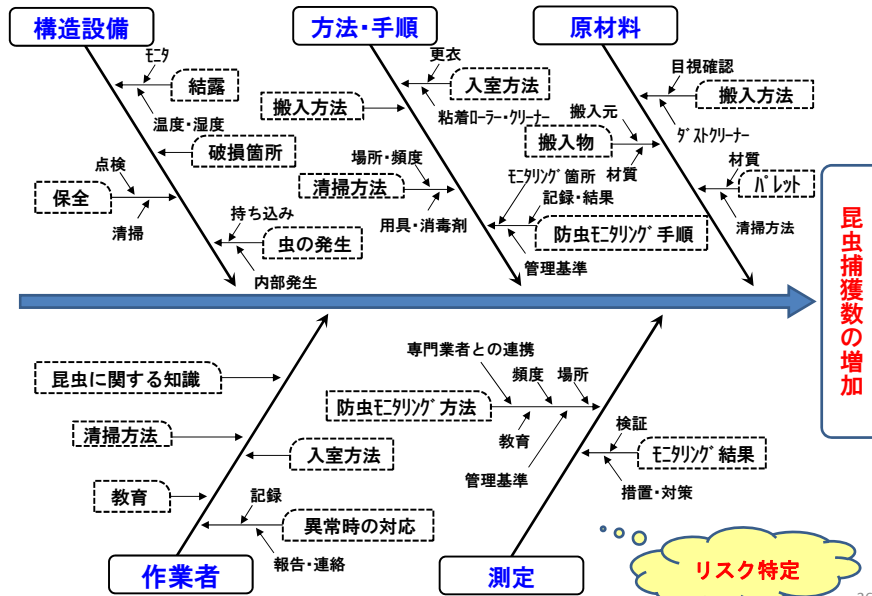 構造設備
方法・手順
原材料
ﾓﾆﾀ
結露
温度・湿度
破損箇所
点検
保全
清掃
持ち込み
虫の発生
内部発生
更衣
入室方法
粘着ﾛｰﾗｰ・ｸﾘｰﾅｰ
搬入方法
場所・頻度
清掃方法
用具・消毒剤
ﾓﾆﾀﾘﾝｸﾞ箇所
記録・結果
防虫ﾓﾆﾀﾘﾝｸﾞ手順
管理基準
目視確認
搬入方法
ﾀﾞｽﾄｸﾘｰﾅｰ
搬入元
搬入物
材質
材質
ﾊﾟﾚｯﾄ
清掃方法
昆虫捕獲数の増加
昆虫に関する知識
清掃方法
入室方法
教育
記録
異常時の対応
報告・連絡
作業者
専門業者との連携
頻度
場所
防虫ﾓﾆﾀﾘﾝｸﾞ方法
教育
管理基準
検証
ﾓﾆﾀﾘﾝｸﾞ結果
措置・対策
測定
リスク特定